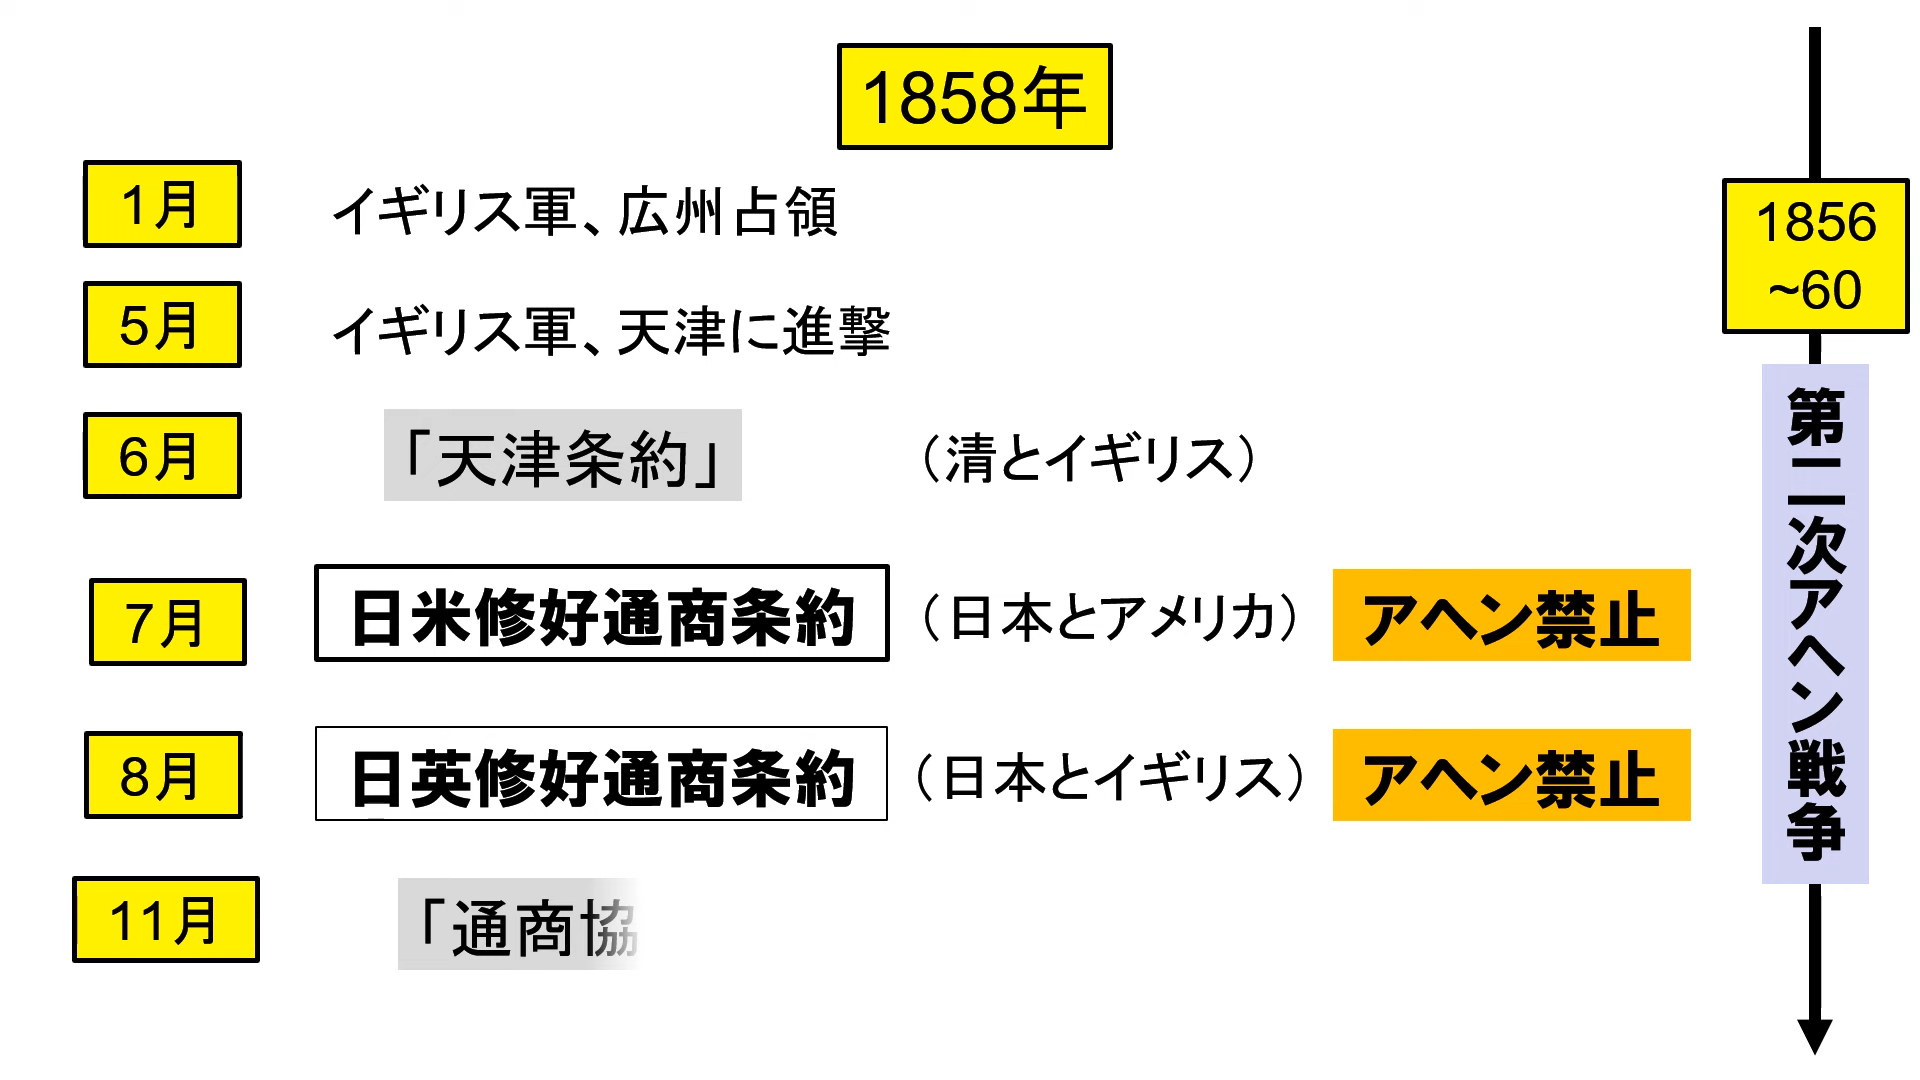 1858年
1月
イギリス軍、広州占領
5月
イギリス軍、天津に進撃
6月
「天津条約」
（清とイギリス）
7月
日米修好通商条約
（日本とアメリカ）
アヘン禁止
8月
日英修好通商条約
（日本とイギリス）
アヘン禁止
11月
「通商協
1856
~60
第二次アヘン戦争